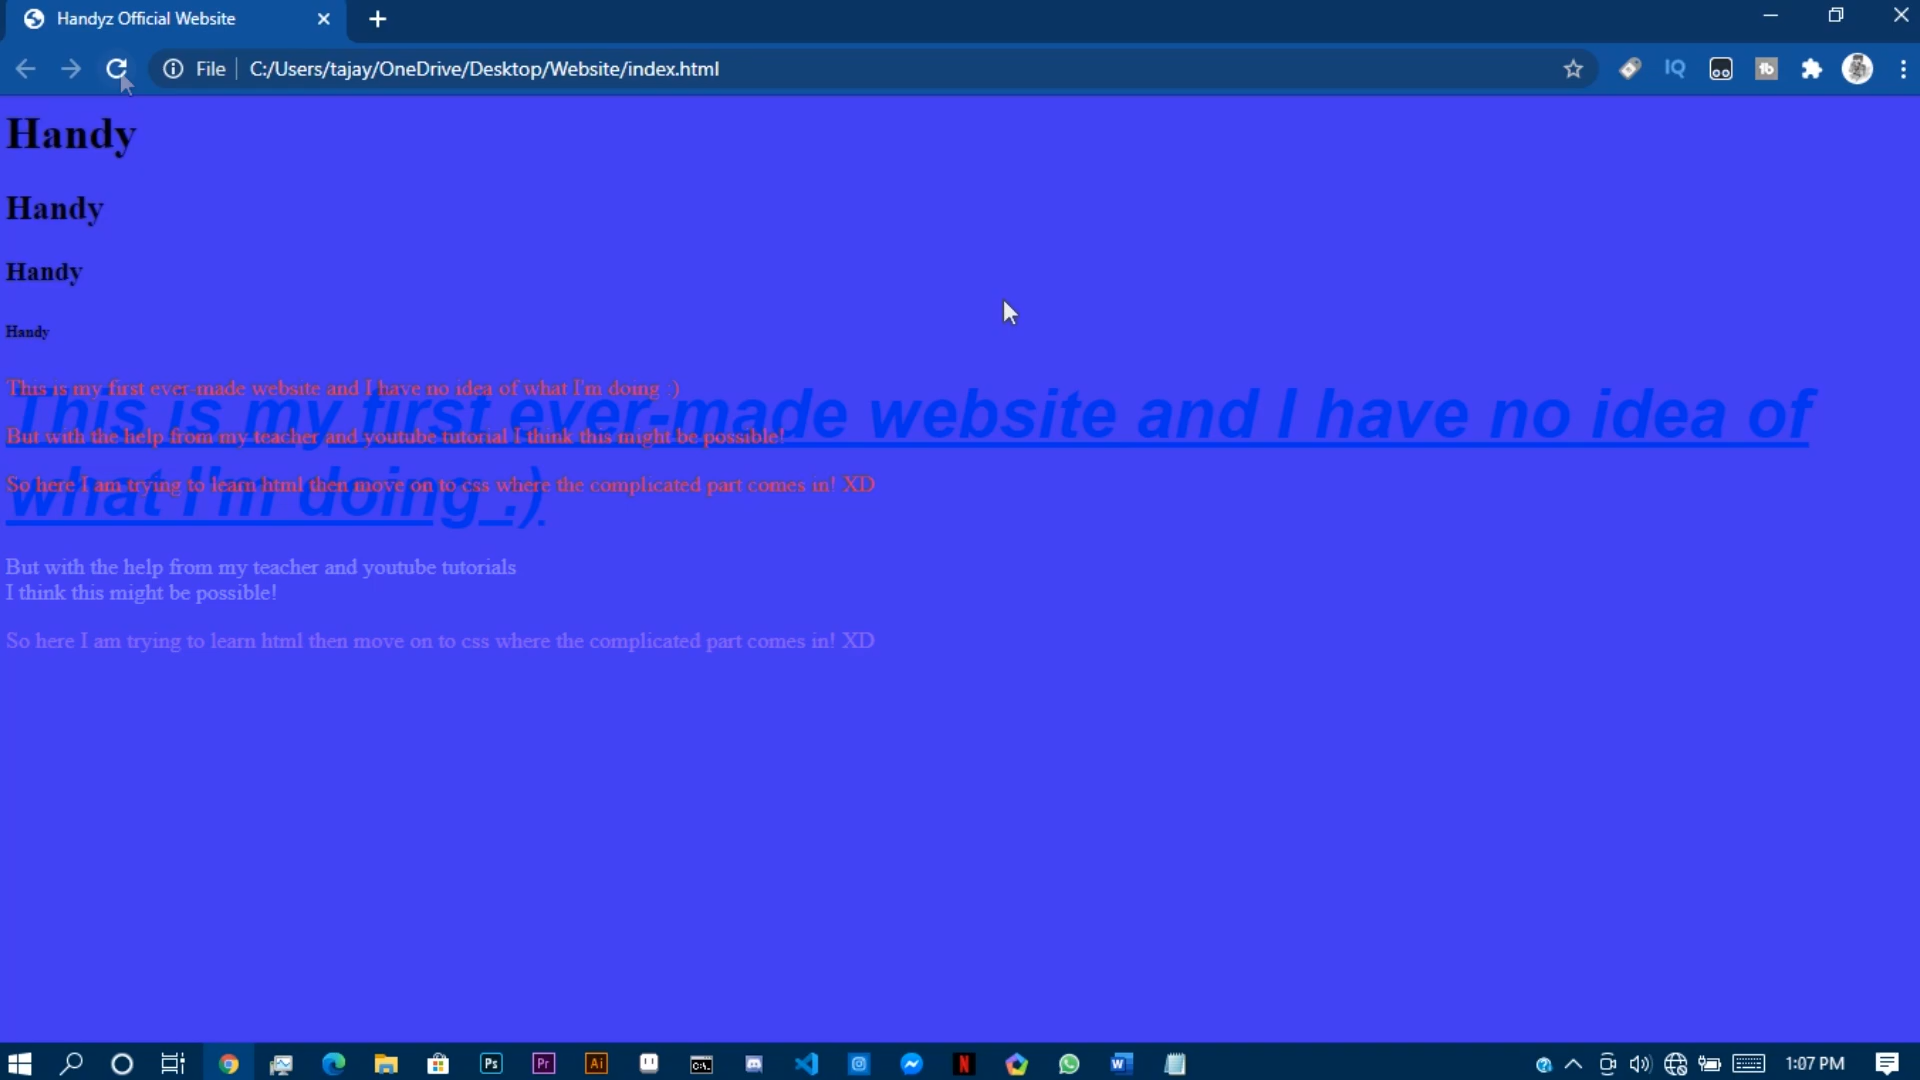 Handyz Official Website
File
C:/Users/tajay/OneDrive/Desktop/Website/index.html
IQ
tb
Handy
Handy
Handy
Handy
This is my first ever-made website and I have no idea of what I'm doing :)
This is my first ever-made website and I have no idea of
But with the help from my teacher and youtube tutorial I think this might be possible!
So here I am trying to learn html then move on to css where the complicated part comes in! XD
what I'm doing :)
But with the help from my teacher and youtube tutorials
I think this might be possible!
So here I am trying to learn html then move on to css where the complicated part comes in! XD
Ps
Pr
Ai
C:\.
N
W
1:07 PM